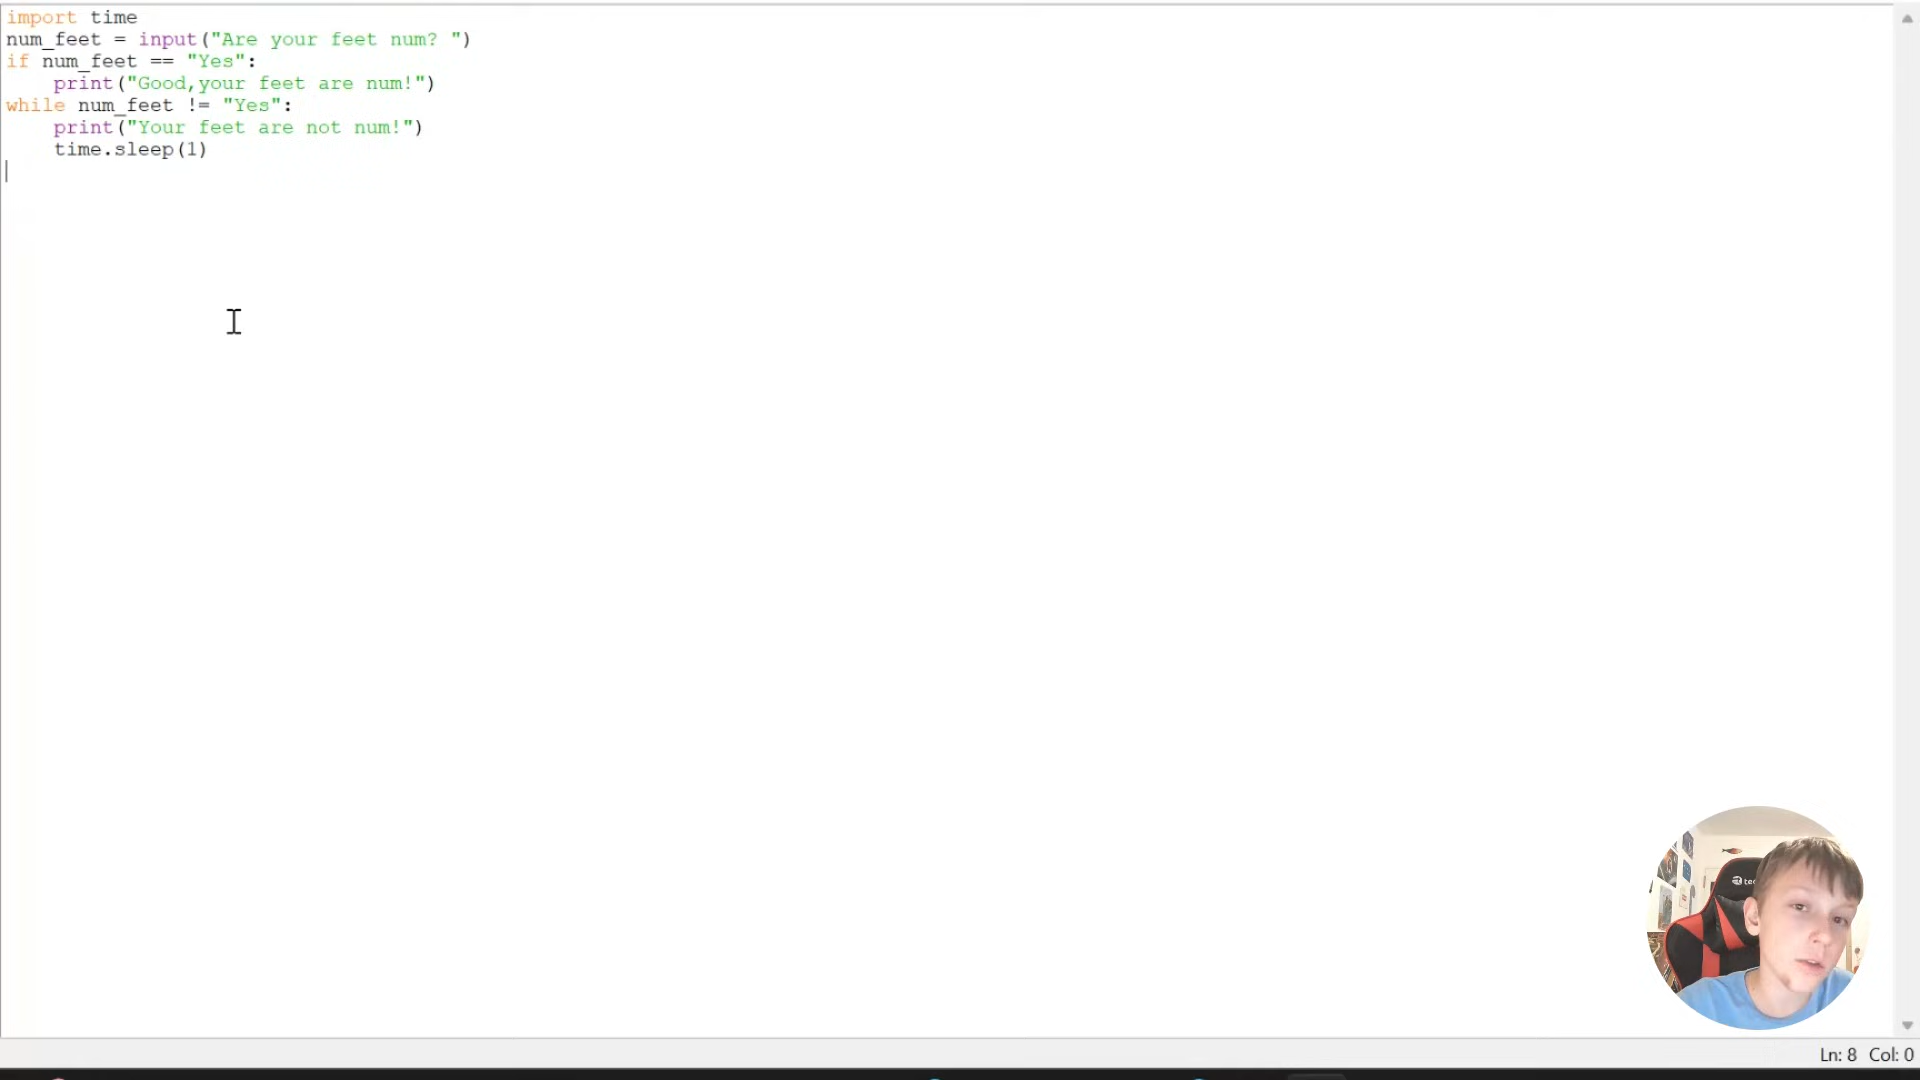 import time
num_feet = input("Are your feet num? ")
if num_feet == "Yes":
    print("Good,your feet are num!")
while num_feet != "Yes":
    print("Your feet are not num!")
    time.sleep(1)
Ln: 8 Col: 0